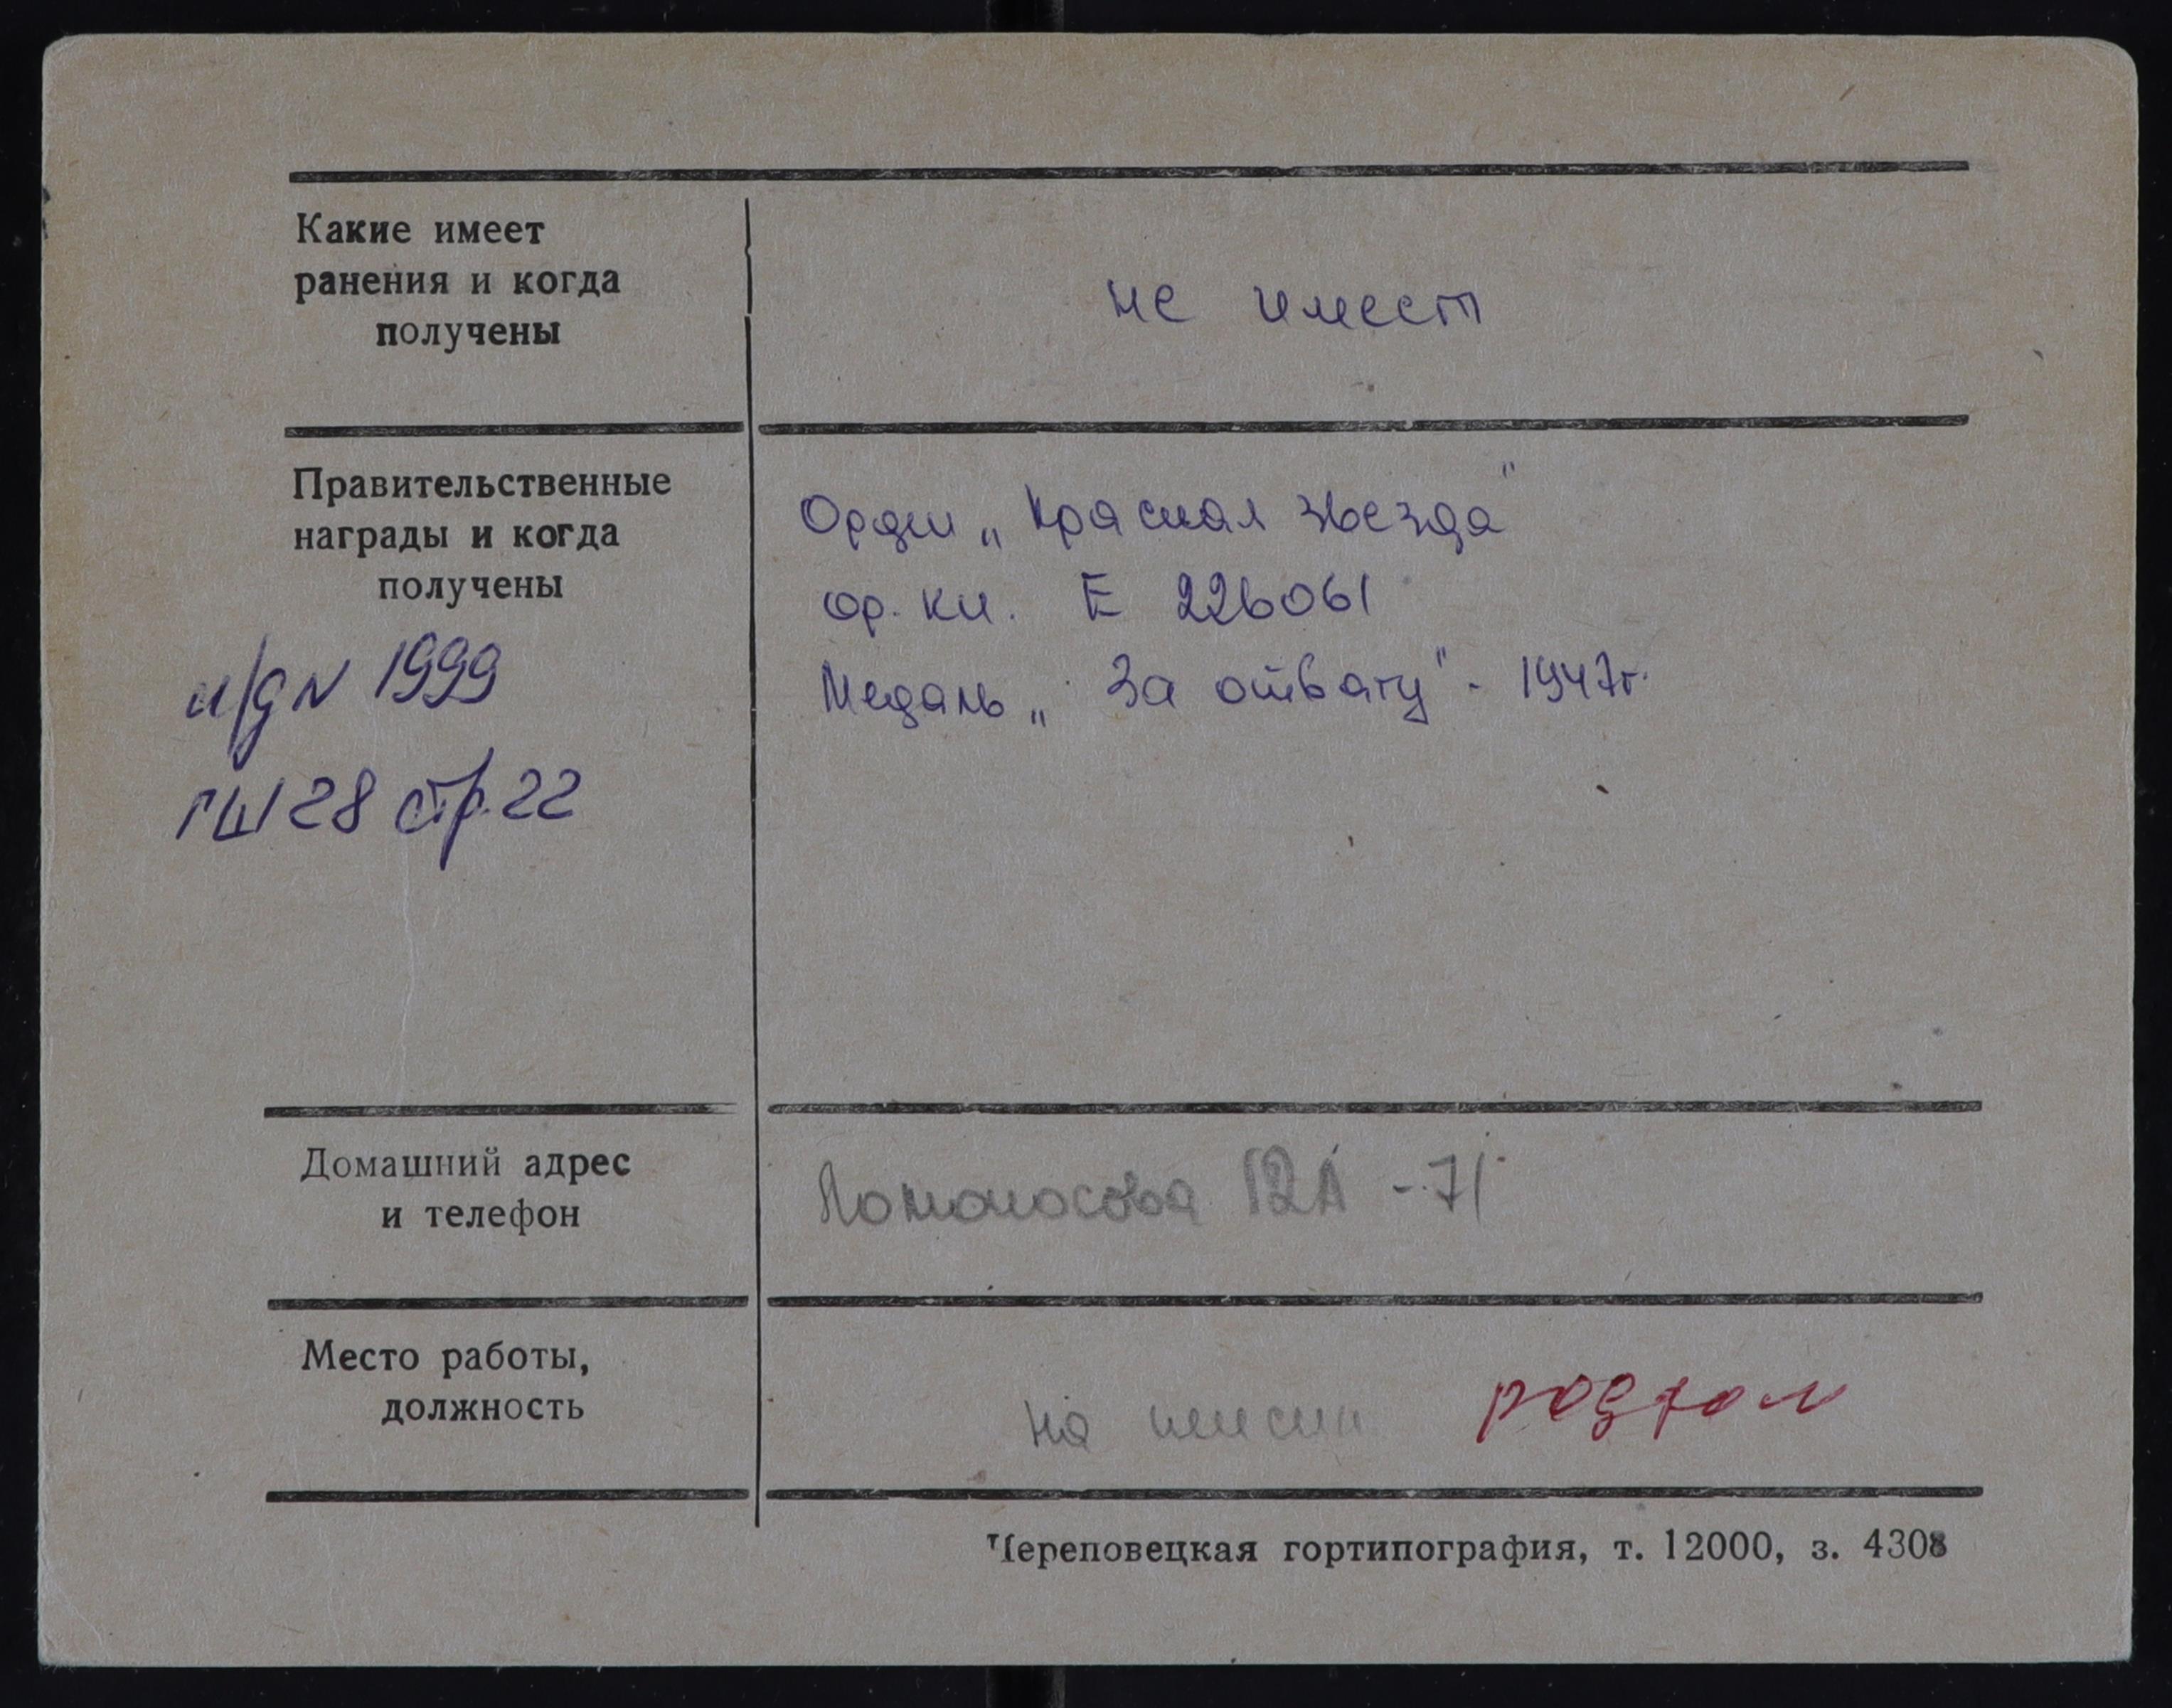 Какие имеет
ранения и когда
получены
не имеет
Правительственные
награды и когда
получены
Орден „Красная звезда"
ор. кн. Е 226061
Медаль „За отвагу" - 1947г.
и/д N 1999
ГШ 28 стр. 22
Домашний адрес
и телефон
Ломоносова 12А - 71
Место работы,
должность
на пенсии
Череповецкая гортипография, т. 12000, з. 4308